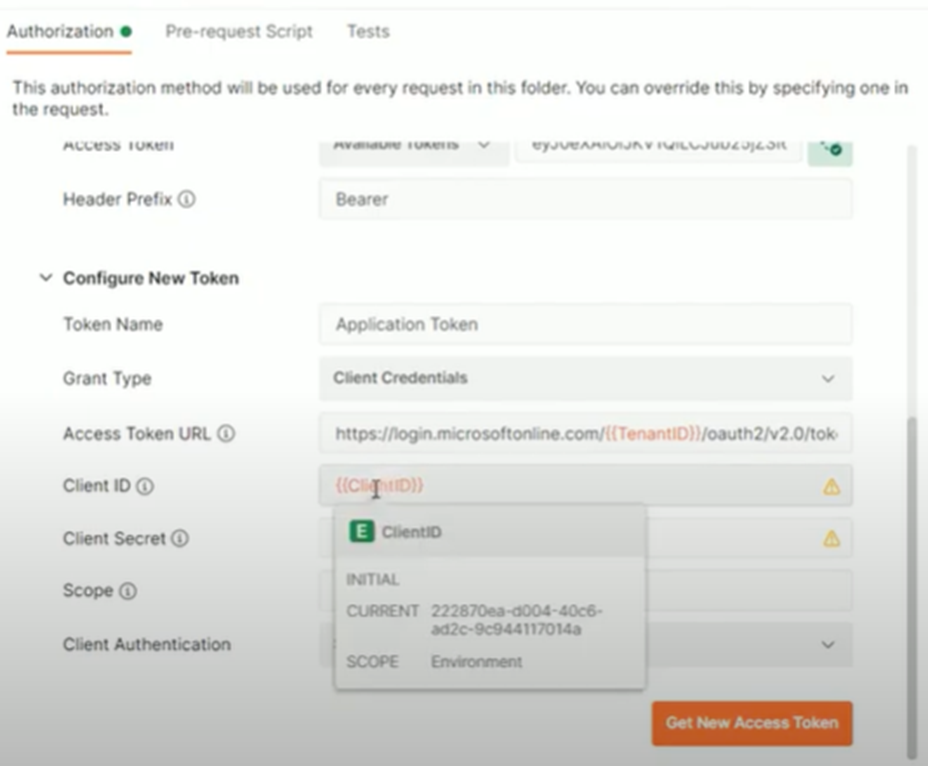 Authorization
Pre-request Script
Tests
This authorization method will be used for every request in this folder. You can override this by specifying one in
the request.
Access Token
Available Tokens
Header Prefix
Bearer
Configure New Token
Token Name
Application Token
Grant Type
Client Credentials
Access Token URL
https://login.microsoftonline.com/{{TenantID}}/oauth2/v2.0/tok
Client ID
{{ClientID}}
E ClientID
Client Secret
INITIAL
Scope
CURRENT 222870ea-d004-40c6-
ad2c-9c944117014a
Client Authentication
SCOPE Environment
Get New Access Token